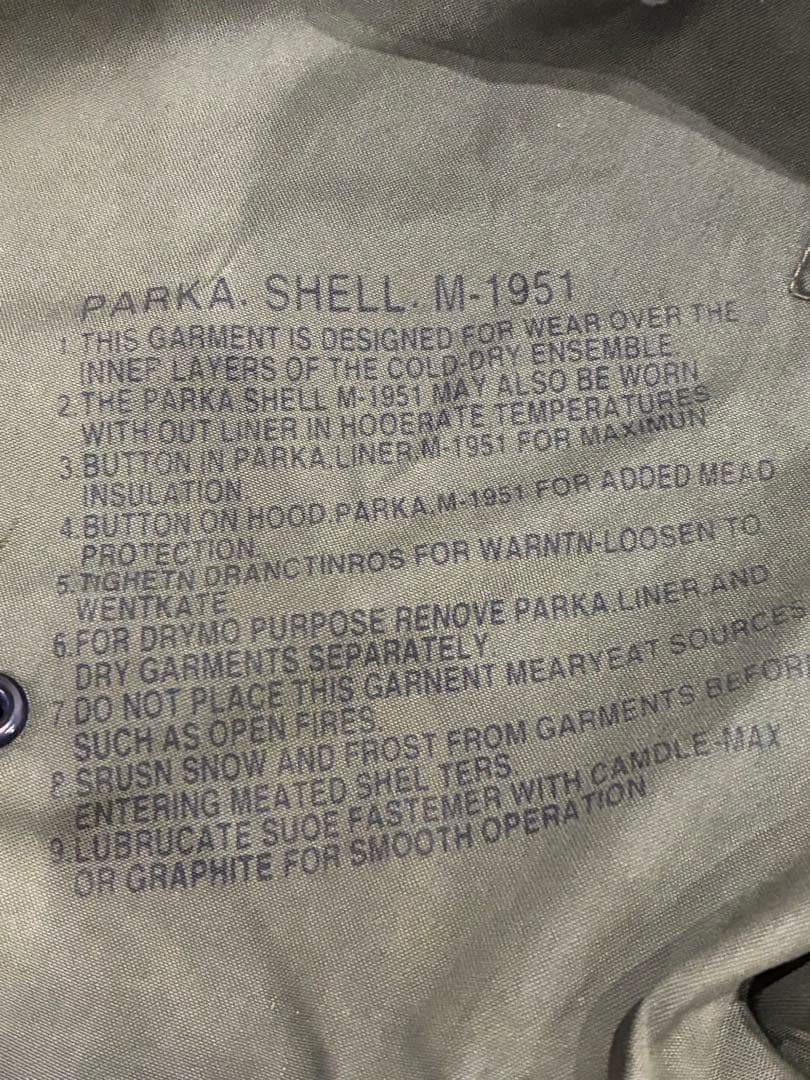 PARKA. SHELL. M-1951
1 THIS GARMENT IS DESIGNED FOR WEAR OVER THE
INNEF LAYERS OF THE COLD-DRY ENSEMBLE.
2.THE PARKA SHELL M-1951 MAY ALSO BE WORN
WITH OUT LINER IN HOOERATE TEMPERATURES
3.BUTTON IN PARKA.LINER.M-1951 FOR MAXIMUN
INSULATION.
4.BUTTON ON HOOD.PARKA.M-1951 FOR ADDED MEAD
PROTECTION.
5.TIGHETN DRANCTINROS FOR WARNTN-LOOSEN TO
WENTKATE.
6.FOR DRYMO PURPOSE RENOVE PARKA.LINER.AND
DRY GARMENTS SEPARATELY.
7.DO NOT PLACE THIS GARNENT MEARYEAT SOURCES
SUCH AS OPEN FIRES.
8.SRUSN SNOW AND FROST FROM GARMENTS BEFORE
ENTERING MEATED SHEL TERS.
9.LUBRUCATE SUOE FASTEMER WITH CAMDLE-MAX
OR GRAPHITE FOR SMOOTH OPERATION